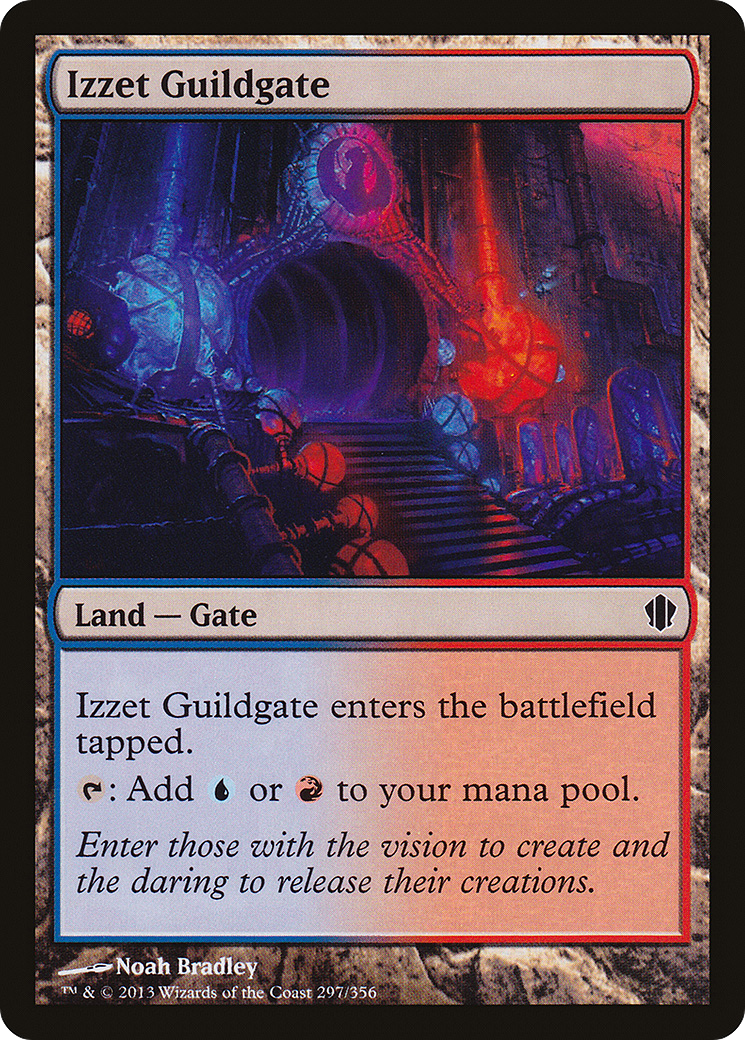 Izzet Guildgate
Land — Gate
Izzet Guildgate enters the battlefield
tapped.
: Add or to your mana pool.
Enter those with the vision to create and
the daring to release their creations.
Noah Bradley
™ & © 2013 Wizards of the Coast 297/356